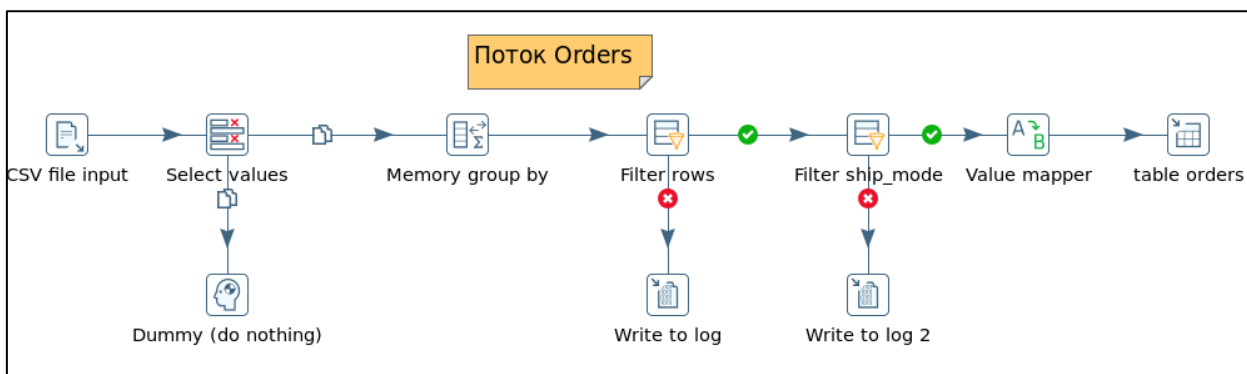 Поток Orders
CSV file input
Select values
Memory group by
Filter rows
Filter ship_mode
Value mapper
table orders
Dummy (do nothing)
Write to log
Write to log 2